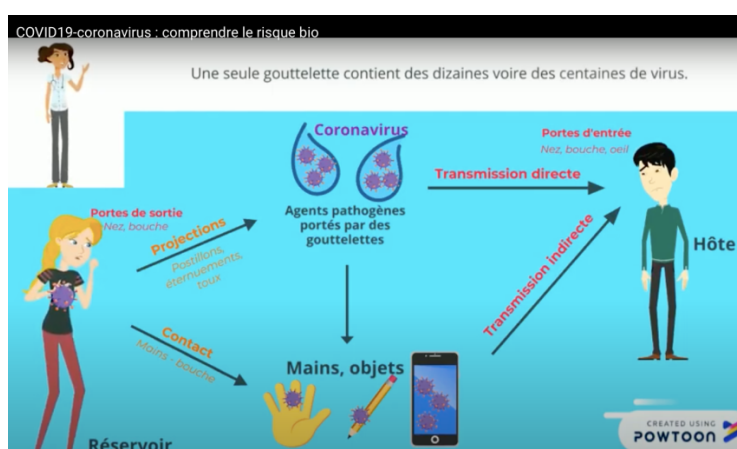 COVID19-coronavirus : comprendre le risque bio
Une seule gouttelette contient des dizaines voire des centaines de virus.
Coronavirus
Portes d'entrée
Nez, bouche, oeil
Transmission directe
Agents pathogènes
portés par des
gouttelettes
Portes de sortie
Nez, bouche
Projections
Postillons,
éternuements,
toux
Transmission indirecte
Hôte
Contact
Mains - bouche
Mains, objets
Réservoir
CREATED USING
POWTOON